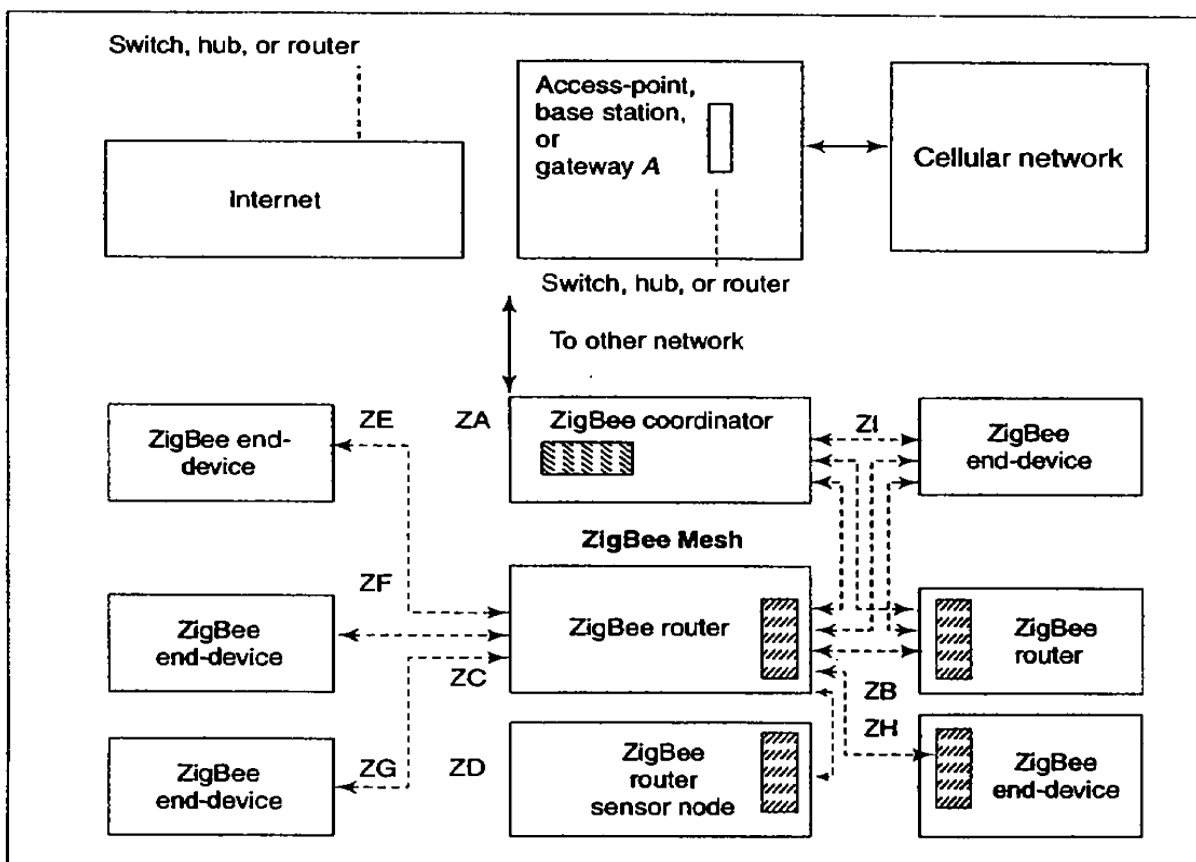 Switch, hub, or router
Internet
Access-point,
base station,
or
gateway A
Cellular network
Switch, hub, or router
To other network
ZE
ZigBee end-
device
ZA
ZigBee coordinator
ZI
ZigBee
end-device
ZigBee Mesh
ZF
ZigBee
end-device
ZigBee router
ZigBee
router
ZC
ZB
ZH
ZG
ZigBee
end-device
ZD
ZigBee
router
sensor node
ZigBee
end-device